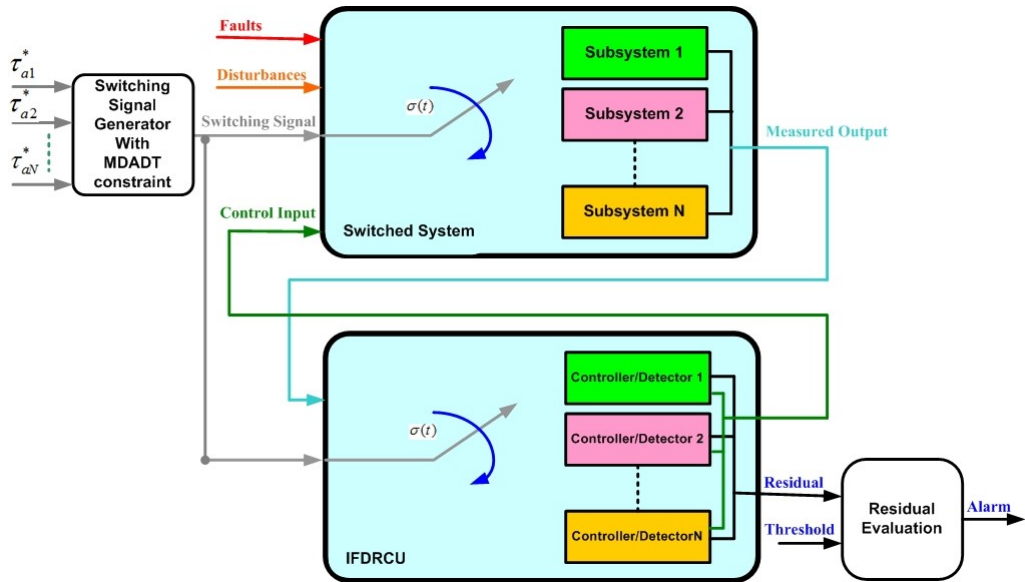 Faults
Disturbances
τ*a1
τ*a2
τ*aN
Switching
Signal
Generator
With
MDADT
constraint
Switching Signal
σ(t)
Subsystem 1
Subsystem 2
Subsystem N
Measured Output
Control Input
Switched System
σ(t)
Controller/Detector 1
Controller/Detector 2
Controller/DetectorN
IFDRCU
Residual
Threshold
Residual
Evaluation
Alarm